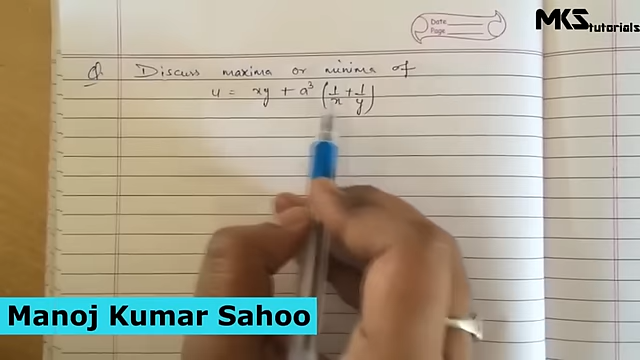 MKS tutorials
Date
Page
Q Discuss maxima or minima of
u = xy + a³ (1/x + 1/y)
Manoj Kumar Sahoo